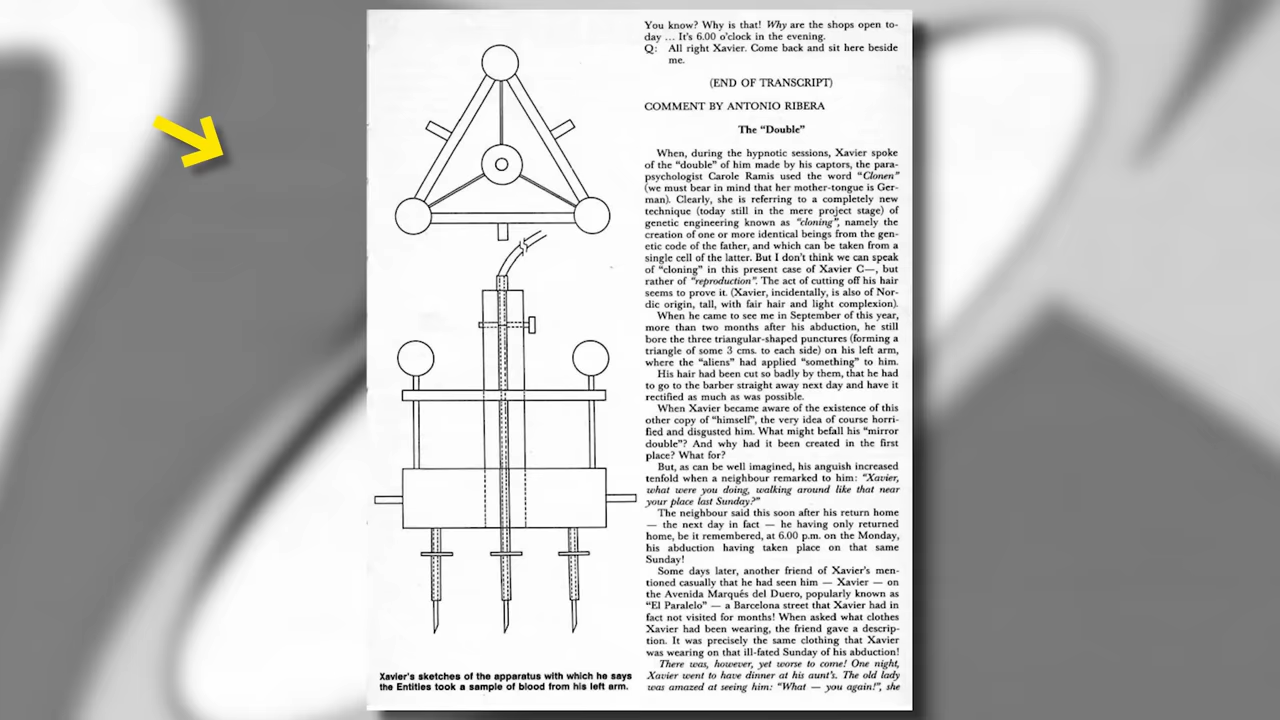 You know? Why is that! Why are the shops open to-
day ... It's 6.00 o'clock in the evening.
Q: All right Xavier. Come back and sit here beside
me.
(END OF TRANSCRIPT)
COMMENT BY ANTONIO RIBERA
The "Double"
When, during the hypnotic sessions, Xavier spoke
of the "double" of him made by his captors, the para-
psychologist Carole Ramis used the word "Clonen"
(we must bear in mind that her mother-tongue is Ger-
man). Clearly, she is referring to a completely new
technique (today still in the mere project stage) of
genetic engineering known as "cloning", namely the
creation of one or more identical beings from the gen-
etic code of the father, and which can be taken from a
single cell of the latter. But I don't think we can speak
of "cloning" in this present case of Xavier C—, but
rather of "reproduction". The act of cutting off his hair
seems to prove it. (Xavier, incidentally, is also of Nor-
dic origin, tall, with fair hair and light complexion).
When he came to see me in September of this year,
more than two months after his abduction, he still
bore the three triangular-shaped punctures (forming a
triangle of some 3 cms. to each side) on his left arm,
where the "aliens" had applied "something" to him.
His hair had been cut so badly by them, that he had
to go to the barber straight away next day and have it
rectified as much as was possible.
When Xavier became aware of the existence of this
other copy of "himself", the very idea of course horri-
fied and disgusted him. What might befall his "mirror
double"? And why had it been created in the first
place? What for?
But, as can be well imagined, his anguish increased
tenfold when a neighbour remarked to him: "Xavier,
what were you doing, walking around like that near
your place last Sunday?"
The neighbour said this soon after his return home
— the next day in fact — he having only returned
home, be it remembered, at 6.00 p.m. on the Monday,
his abduction having taken place on that same
Sunday!
Some days later, another friend of Xavier's men-
tioned casually that he had seen him — Xavier — on
the Avenida Marqués del Duero, popularly known as
"El Paralelo" — a Barcelona street that Xavier had in
fact not visited for months! When asked what clothes
Xavier had been wearing, the friend gave a descrip-
tion. It was precisely the same clothing that Xavier
was wearing on that ill-fated Sunday of his abduction!
There was, however, yet worse to come! One night,
Xavier went to have dinner at his aunt's. The old lady
was amazed at seeing him: "What — you again!", she
Xavier's sketches of the apparatus with which he says
the Entities took a sample of blood from his left arm.